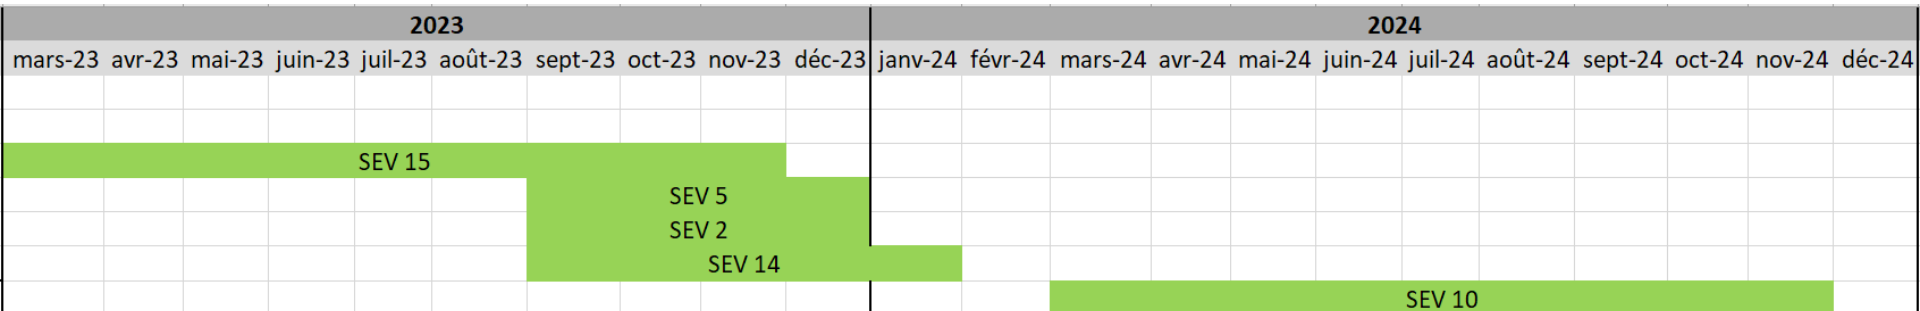 2023 2024
mars-23 avr-23 mai-23 juin-23 juil-23 août-23 sept-23 oct-23 nov-23 déc-23 janv-24 févr-24 mars-24 avr-24 mai-24 juin-24 juil-24 août-24 sept-24 oct-24 nov-24 déc-24
SEV 15
SEV 5
SEV 2
SEV 14
SEV 10